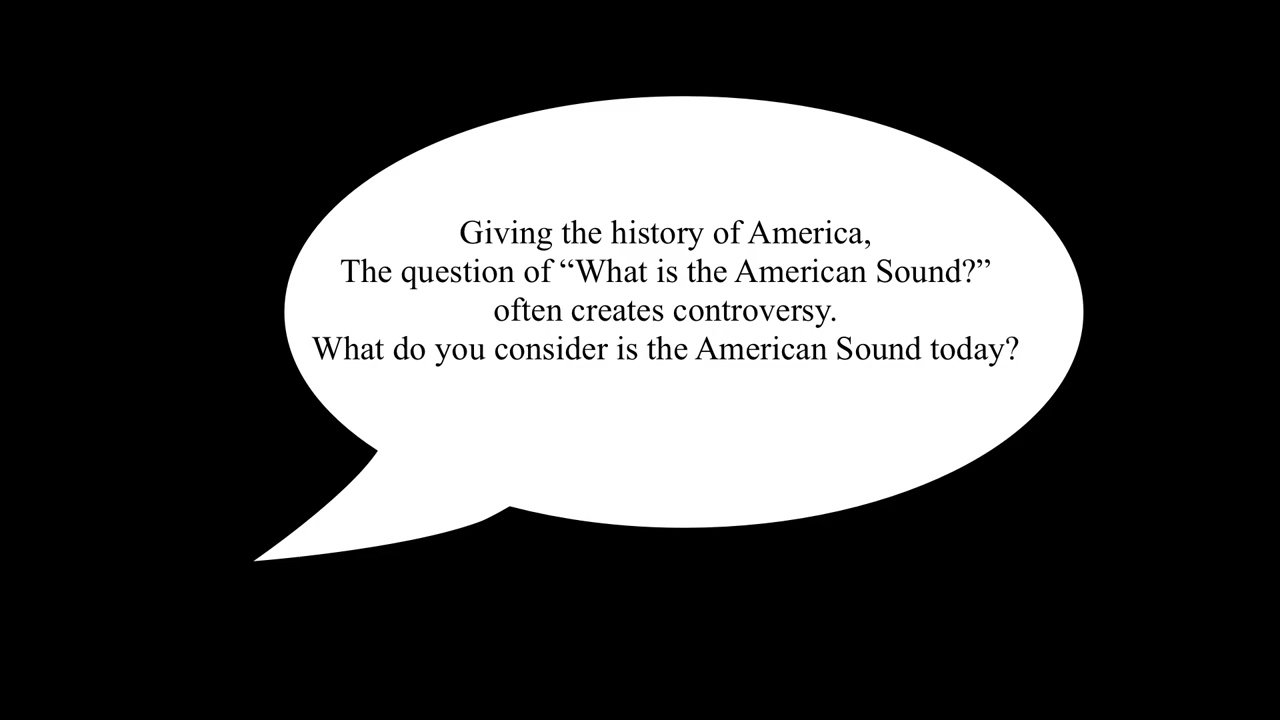 Giving the history of America,
The question of “What is the American Sound?”
often creates controversy.
What do you consider is the American Sound today?